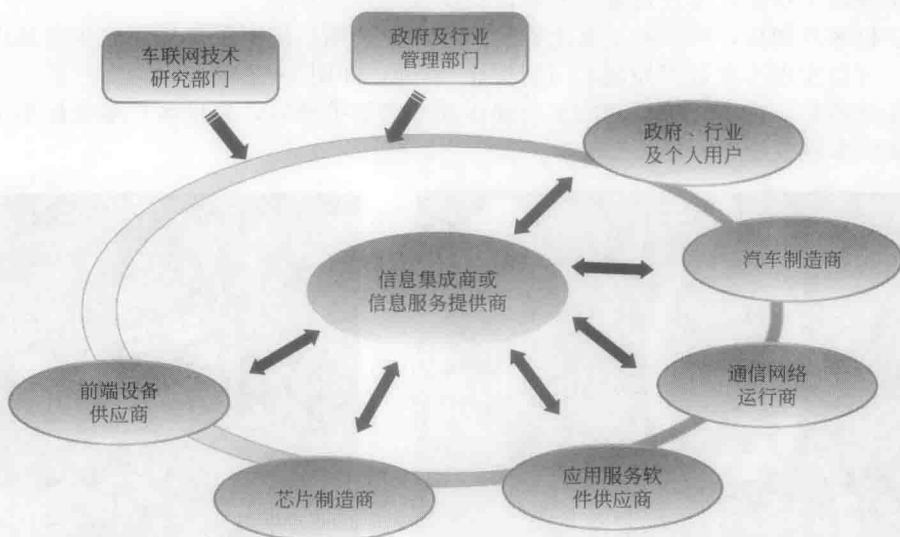 车联网技术
研究部门
政府及行业
管理部门
政府、行业
及个人用户
信息集成商或
信息服务提供商
汽车制造商
通信网络
运行商
前端设备
供应商
应用服务软
件供应商
芯片制造商